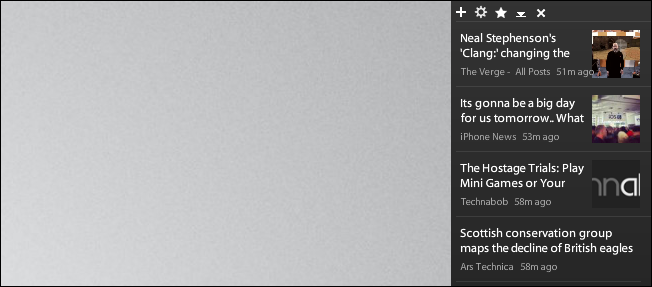 Neal Stephenson's
'Clang:' changing the
The Verge - All Posts 51m ago
Its gonna be a big day
for us tomorrow.. What
iPhone News 53m ago
The Hostage Trials: Play
Mini Games or Your
Technabob 58m ago
Scottish conservation group
maps the decline of British eagles
Ars Technica 58m ago